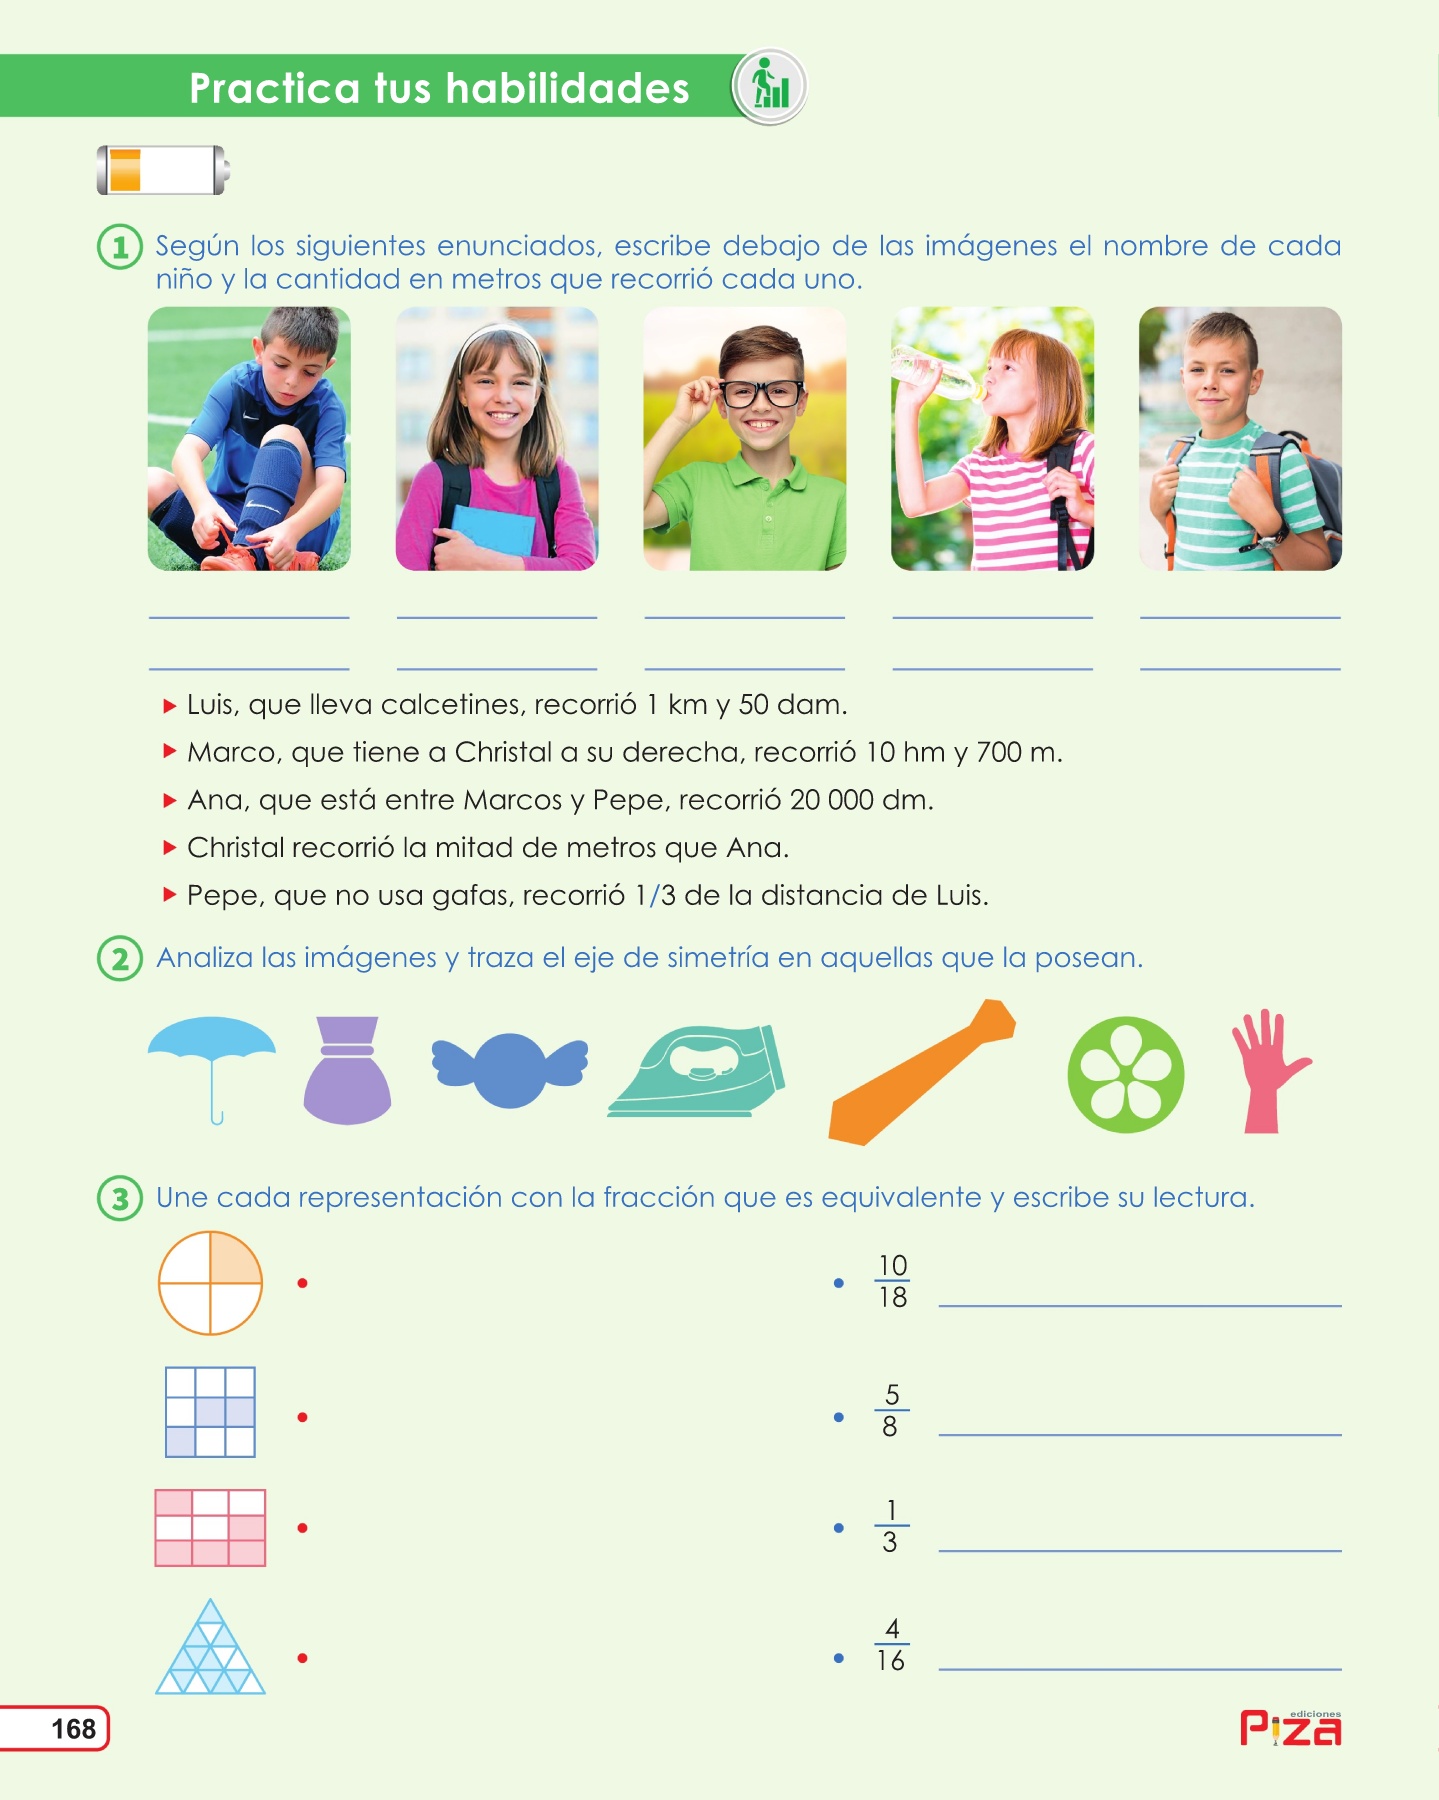 Practica tus habilidades
1 Según los siguientes enunciados, escribe debajo de las imágenes el nombre de cada
niño y la cantidad en metros que recorrió cada uno.
Luis, que lleva calcetines, recorrió 1 km y 50 dam.
Marco, que tiene a Christal a su derecha, recorrió 10 hm y 700 m.
Ana, que está entre Marcos y Pepe, recorrió 20 000 dm.
Christal recorrió la mitad de metros que Ana.
Pepe, que no usa gafas, recorrió 1/3 de la distancia de Luis.
2 Analiza las imágenes y traza el eje de simetría en aquellas que la posean.
3 Une cada representación con la fracción que es equivalente y escribe su lectura.
10
18
5
8
1
3
4
16
168
ediciones
Piza